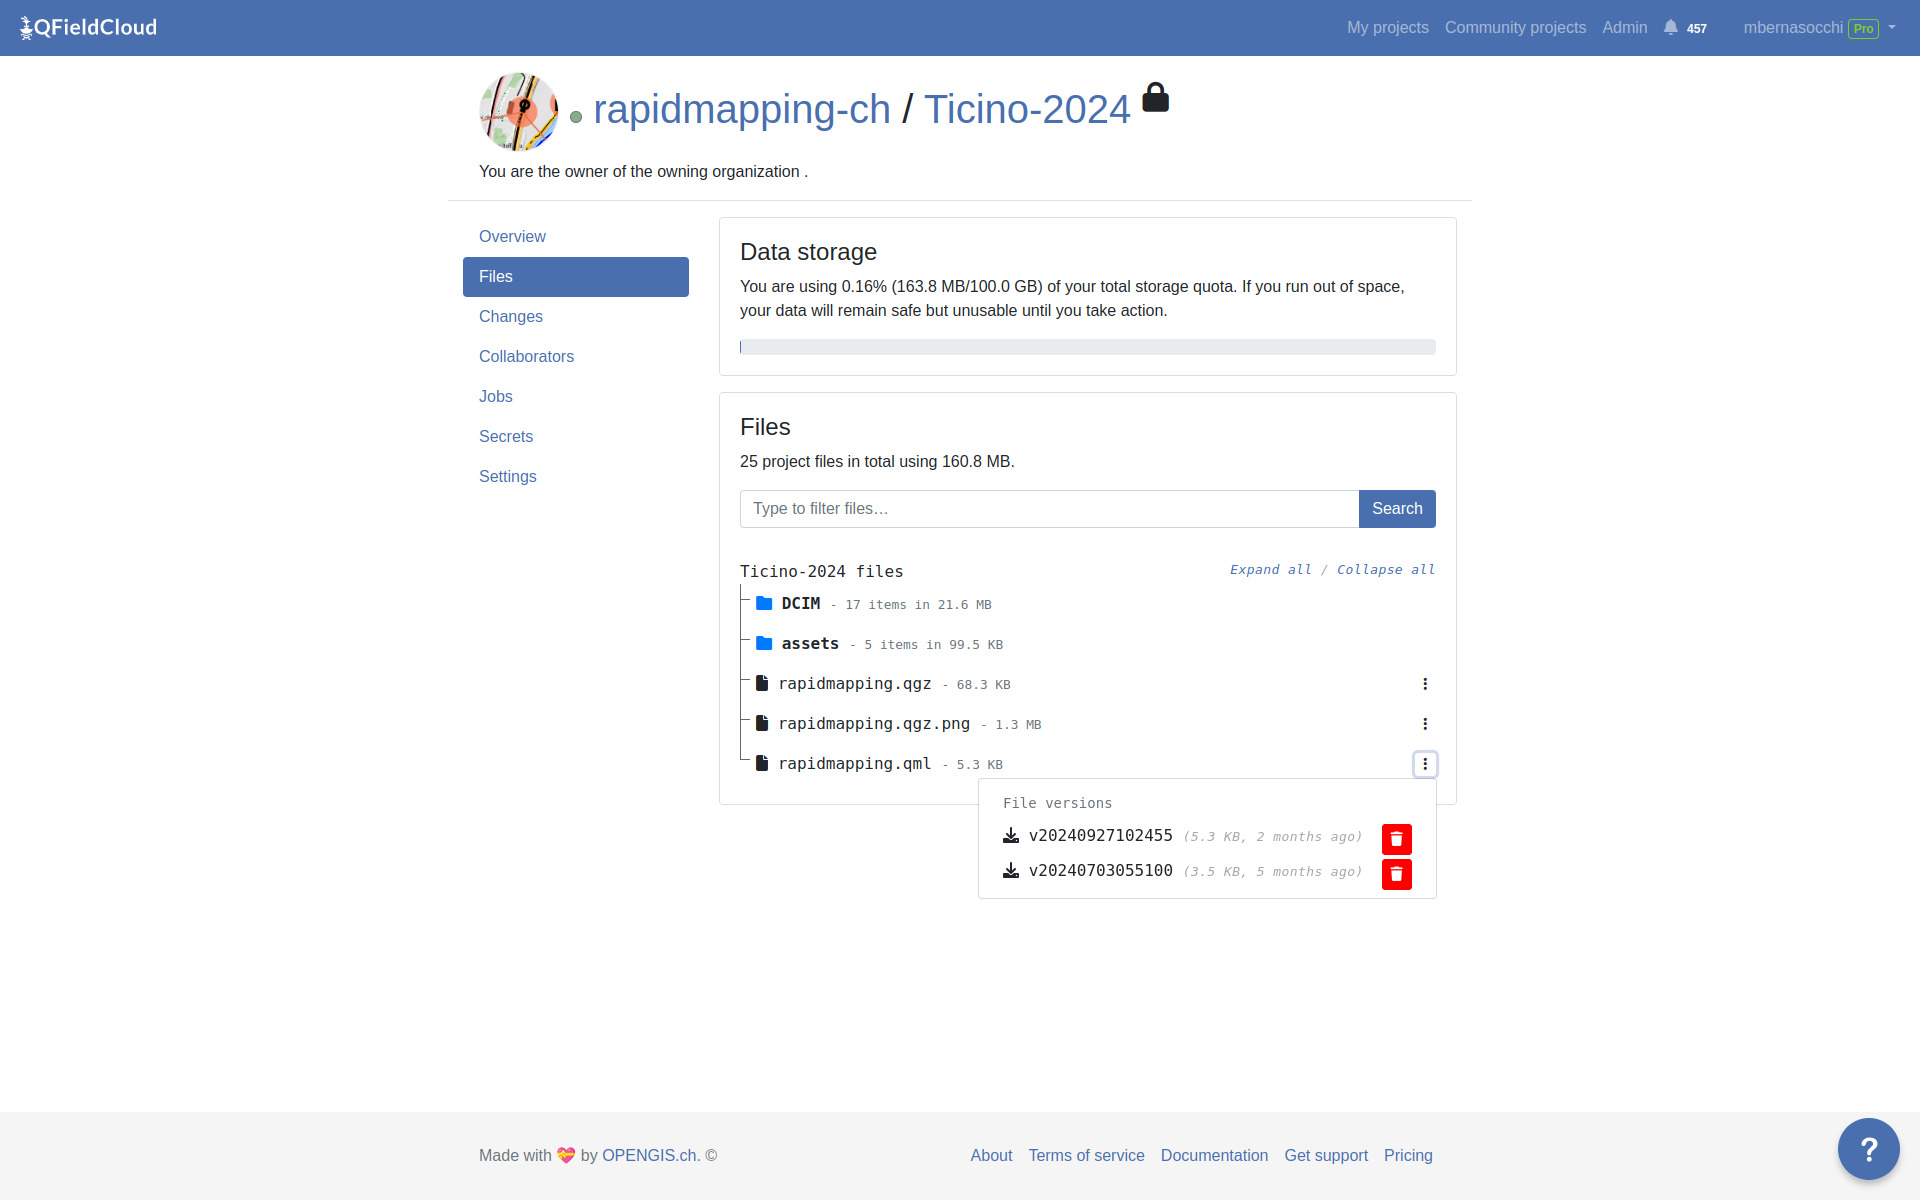 QFieldCloud
My projects Community projects Admin 457 mbernasocchi Pro
rapidmapping-ch / Ticino-2024
You are the owner of the owning organization .
Overview
Files
Changes
Collaborators
Jobs
Secrets
Settings
Data storage
You are using 0.16% (163.8 MB/100.0 GB) of your total storage quota. If you run out of space,
your data will remain safe but unusable until you take action.
Files
25 project files in total using 160.8 MB.
Type to filter files…
Search
Ticino-2024 files
Expand all / Collapse all
DCIM - 17 items in 21.6 MB
assets - 5 items in 99.5 KB
rapidmapping.qgz - 68.3 KB
rapidmapping.qgz.png - 1.3 MB
rapidmapping.qml - 5.3 KB
File versions
v20240927102455 (5.3 KB, 2 months ago)
v20240703055100 (3.5 KB, 5 months ago)
Made with 💝 by OPENGIS.ch. ©
About Terms of service Documentation Get support Pricing
?